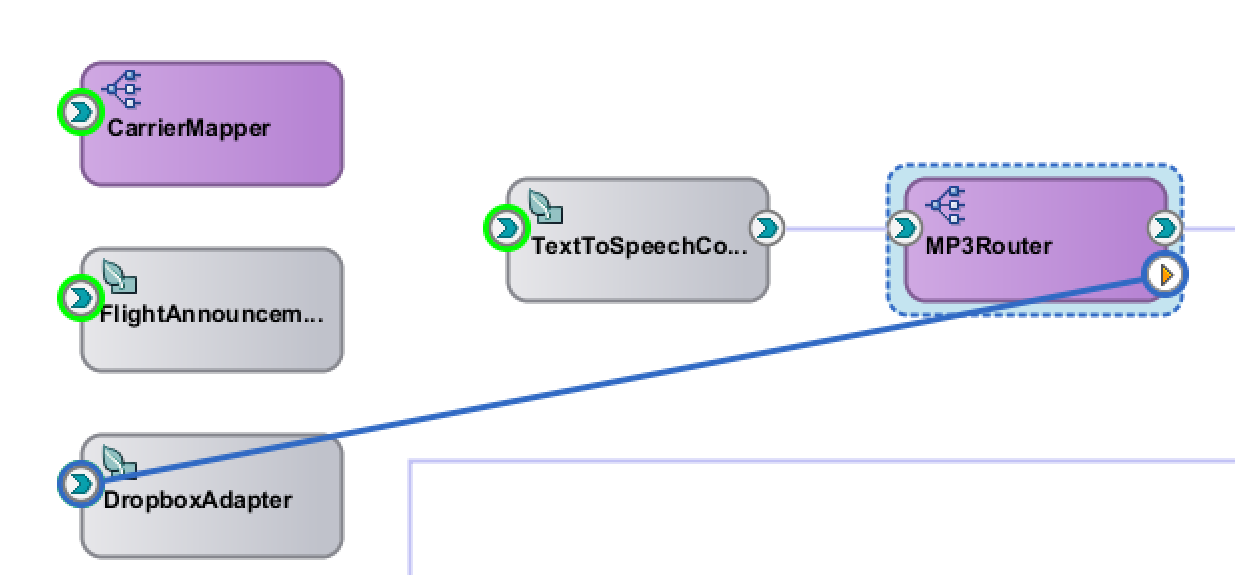 CarrierMapper
TextToSpeechCo...
MP3Router
FlightAnnouncem...
DropboxAdapter